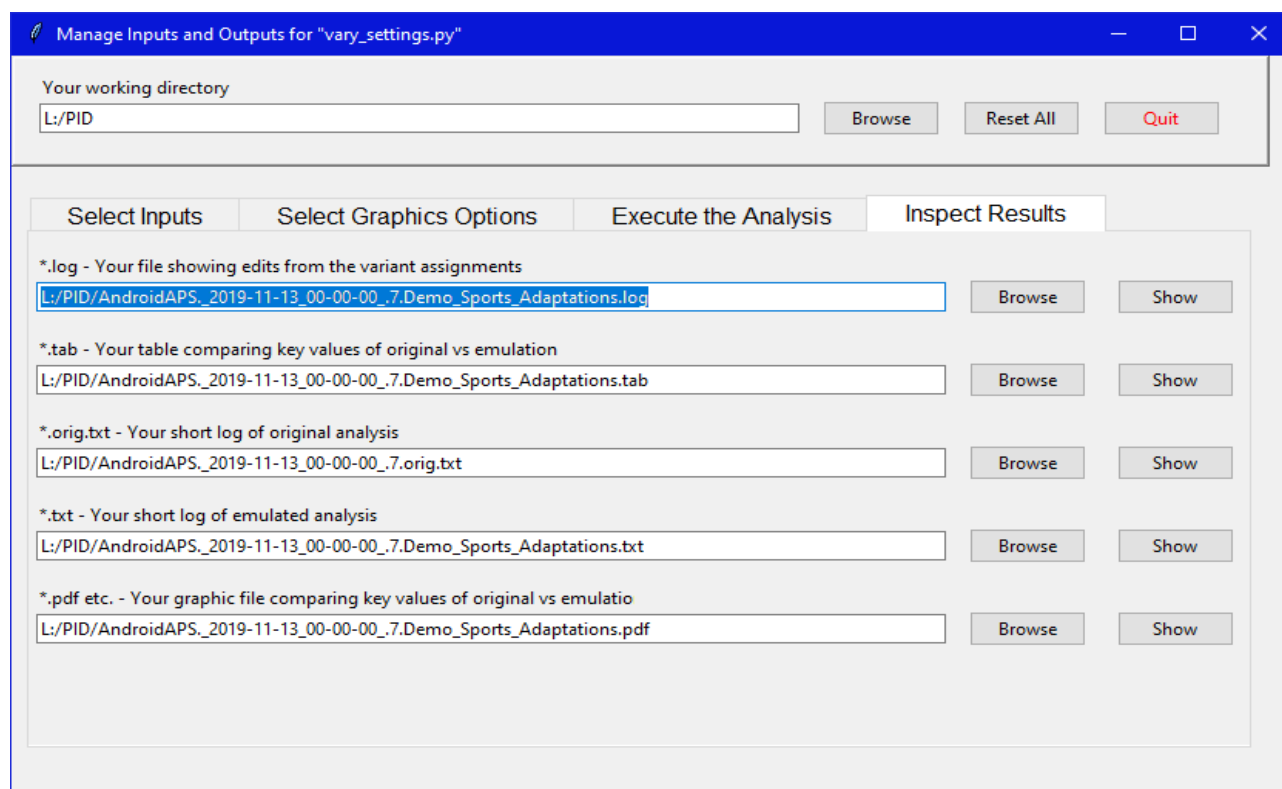 Manage Inputs and Outputs for "vary_settings.py"
Your working directory
L:/PID Browse Reset All Quit
Select Inputs Select Graphics Options Execute the Analysis Inspect Results
*.log - Your file showing edits from the variant assignments
L:/PID/AndroidAPS._2019-11-13_00-00-00_.7.Demo_Sports_Adaptations.log Browse Show
*.tab - Your table comparing key values of original vs emulation
L:/PID/AndroidAPS._2019-11-13_00-00-00_.7.Demo_Sports_Adaptations.tab Browse Show
*.orig.txt - Your short log of original analysis
L:/PID/AndroidAPS._2019-11-13_00-00-00_.7.orig.txt Browse Show
*.txt - Your short log of emulated analysis
L:/PID/AndroidAPS._2019-11-13_00-00-00_.7.Demo_Sports_Adaptations.txt Browse Show
*.pdf etc. - Your graphic file comparing key values of original vs emulatio
L:/PID/AndroidAPS._2019-11-13_00-00-00_.7.Demo_Sports_Adaptations.pdf Browse Show